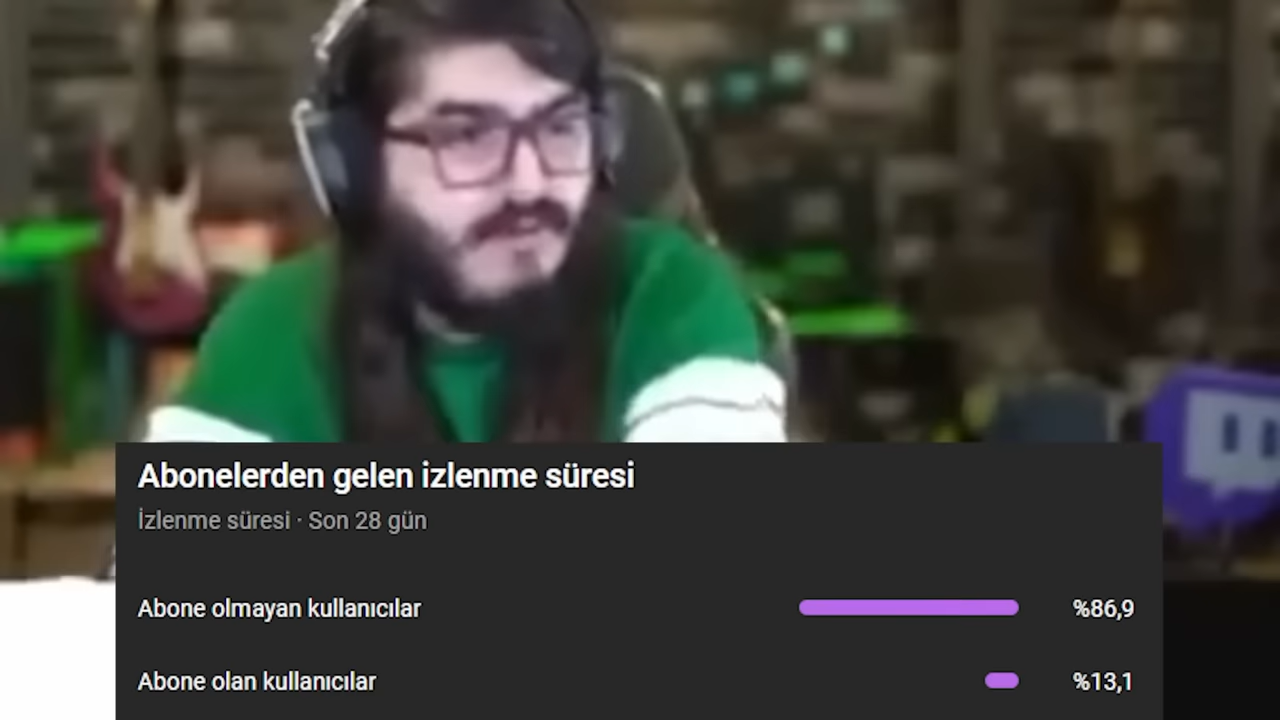 Abonelerden gelen izlenme süresi
İzlenme süresi · Son 28 gün
Abone olmayan kullanıcılar %86,9
Abone olan kullanıcılar %13,1